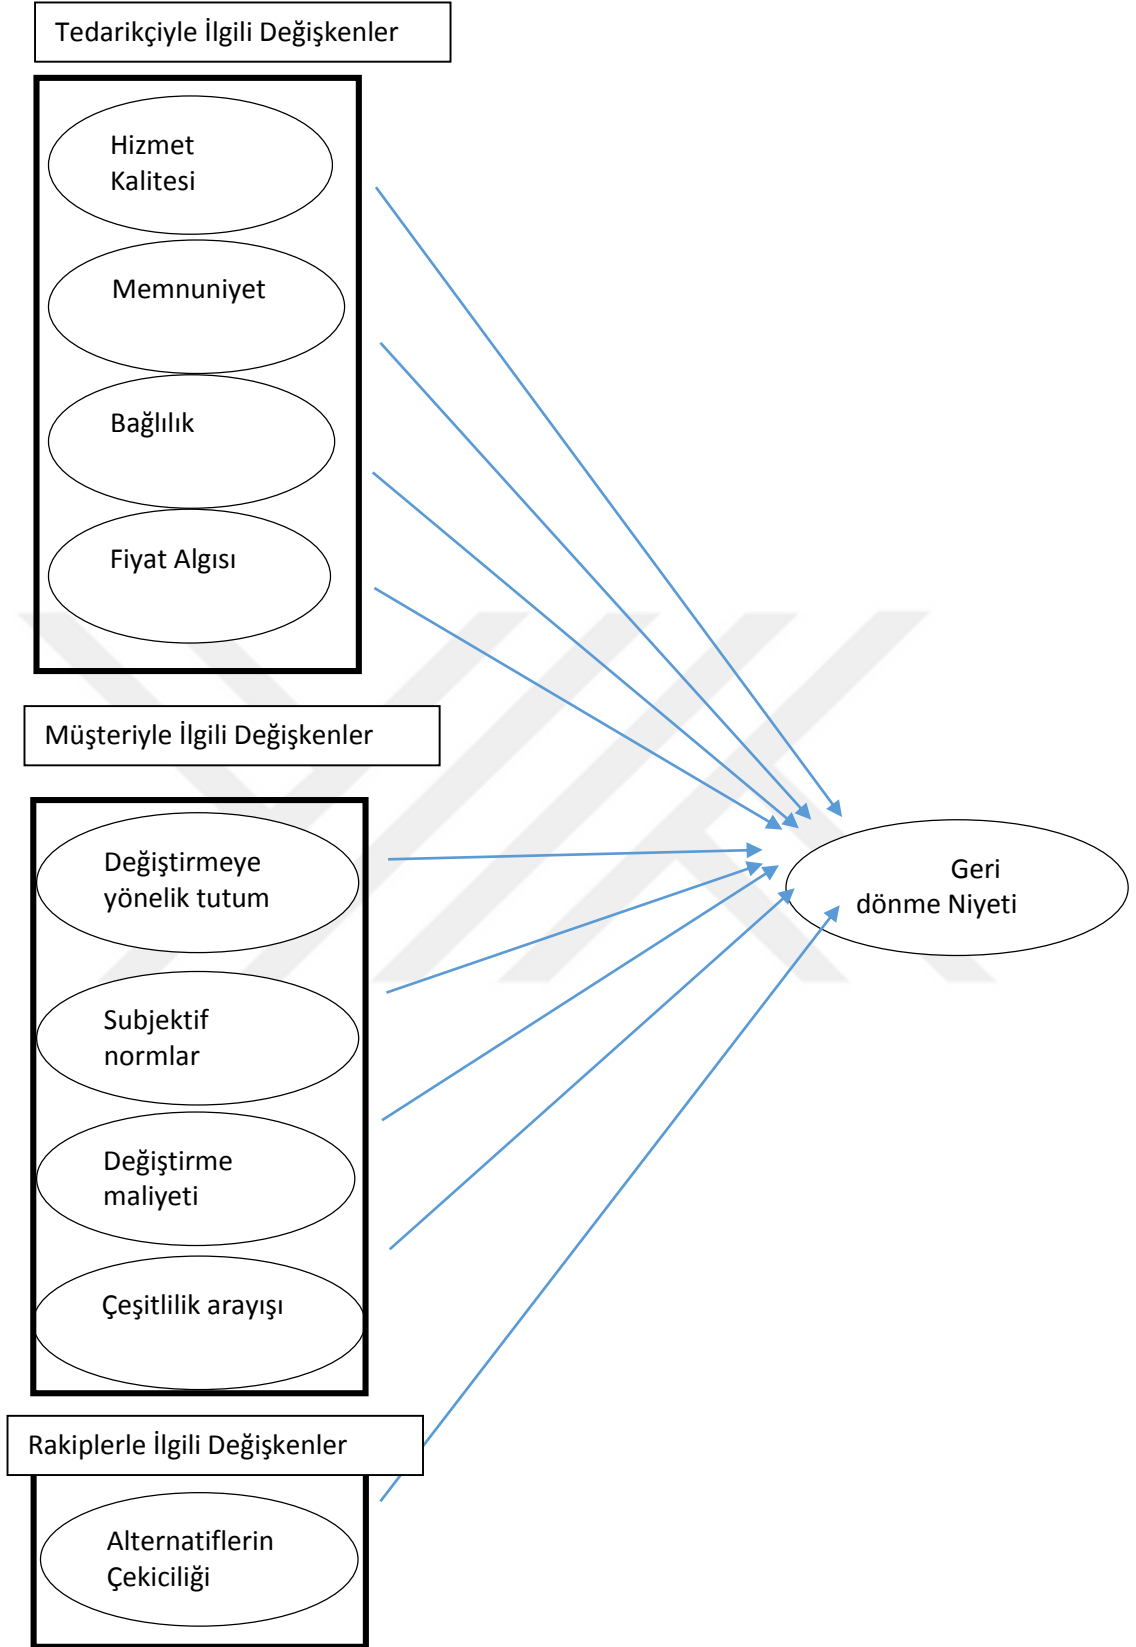 Tedarikçiyle İlgili Değişkenler
Hizmet
Kalitesi
Memnuniyet
Bağlılık
Fiyat Algısı
Müşteriyle İlgili Değişkenler
Değiştirmeye
yönelik tutum
Geri
dönme Niyeti
Subjektif
normlar
Değiştirme
maliyeti
Çeşitlilik arayışı
Rakiplerle İlgili Değişkenler
Alternatiflerin
Çekiciliği